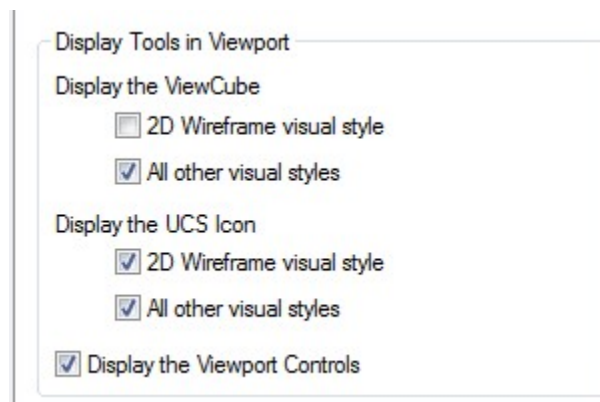 Display Tools in Viewport
Display the ViewCube
2D Wireframe visual style
All other visual styles
Display the UCS Icon
2D Wireframe visual style
All other visual styles
Display the Viewport Controls